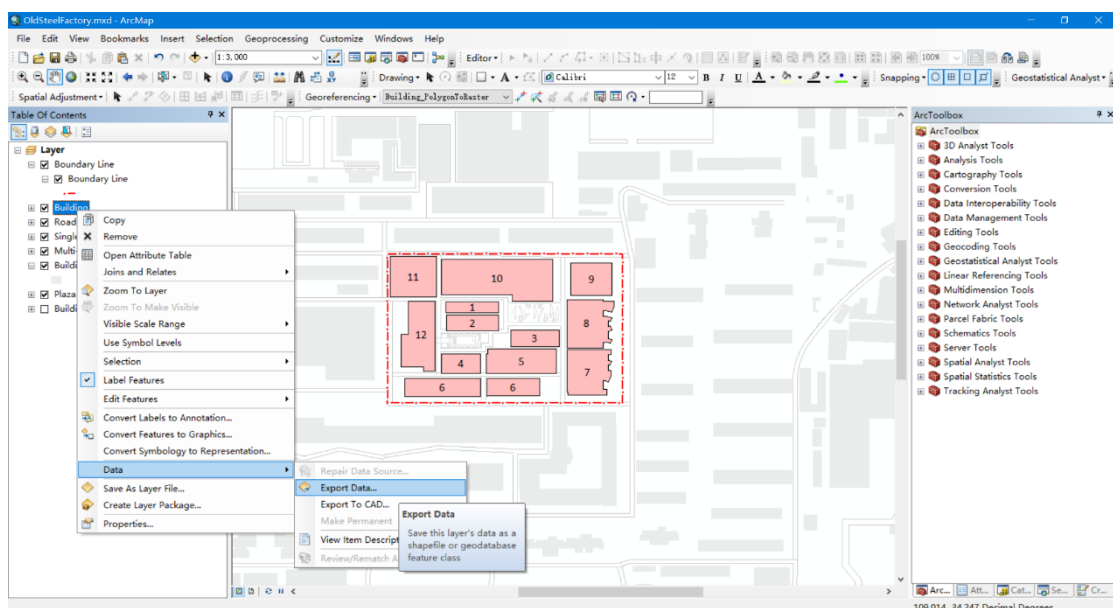 OldSteelFactory.mxd - ArcMap
File Edit View Bookmarks Insert Selection Geoprocessing Customize Windows Help
1:3,000 Editor 100%
Drawing Calibri 12 B I U A Snapping Geostatistical Analyst
Spatial Adjustment Georeferencing Building_PolygonToRaster
Table Of Contents
Layer
Boundary Line
Boundary Line
Building
Road
Single
Multi
Buildi
Plaza
Buildi
Copy
Remove
Open Attribute Table
Joins and Relates
Zoom To Layer
Zoom To Make Visible
Visible Scale Range
Use Symbol Levels
Selection
Label Features
Edit Features
Convert Labels to Annotation...
Convert Features to Graphics...
Convert Symbology to Representation...
Data
Save As Layer File...
Create Layer Package...
Properties...
Repair Data Source...
Export Data...
Export To CAD...
Make Permanent
View Item Descript
Review/Rematch A
Export Data
Save this layer's data as a
shapefile or geodatabase
feature class
11 10 9
1
2
12 3 8
4 5 7
6 6
ArcToolbox
ArcToolbox
3D Analyst Tools
Analysis Tools
Cartography Tools
Conversion Tools
Data Interoperability Tools
Data Management Tools
Editing Tools
Geocoding Tools
Geostatistical Analyst Tools
Linear Referencing Tools
Multidimension Tools
Network Analyst Tools
Parcel Fabric Tools
Schematics Tools
Server Tools
Spatial Analyst Tools
Spatial Statistics Tools
Tracking Analyst Tools
Arc... Att... Cat... Se... Cr...
109.014 34.247 Decimal Degrees